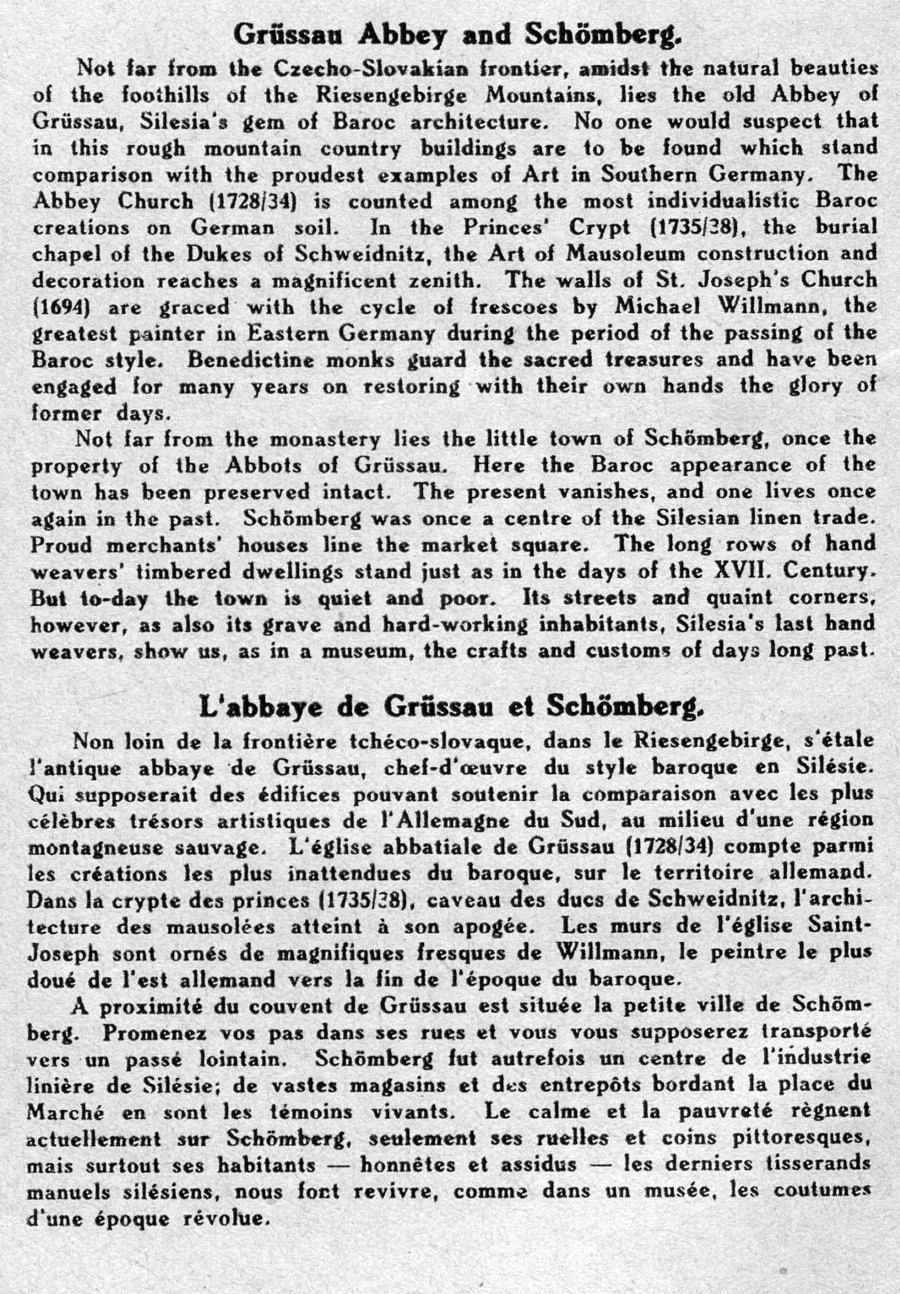 Grüssau Abbey and Schömberg.
Not far from the Czecho-Slovakian frontier, amidst the natural beauties
of the foothills of the Riesengebirge Mountains, lies the old Abbey of
Grüssau, Silesia's gem of Baroc architecture. No one would suspect that
in this rough mountain country buildings are to be found which stand
comparison with the proudest examples of Art in Southern Germany. The
Abbey Church (1728/34) is counted among the most individualistic Baroc
creations on German soil. In the Princes' Crypt (1735/38), the burial
chapel of the Dukes of Schweidnitz, the Art of Mausoleum construction and
decoration reaches a magnificent zenith. The walls of St. Joseph's Church
(1694) are graced with the cycle of frescoes by Michael Willmann, the
greatest painter in Eastern Germany during the period of the passing of the
Baroc style. Benedictine monks guard the sacred treasures and have been
engaged for many years on restoring with their own hands the glory of
former days.
Not far from the monastery lies the little town of Schömberg, once the
property of the Abbots of Grüssau. Here the Baroc appearance of the
town has been preserved intact. The present vanishes, and one lives once
again in the past. Schömberg was once a centre of the Silesian linen trade.
Proud merchants' houses line the market square. The long rows of hand
weavers' timbered dwellings stand just as in the days of the XVII. Century.
But to-day the town is quiet and poor. Its streets and quaint corners,
however, as also its grave and hard-working inhabitants, Silesia's last hand
weavers, show us, as in a museum, the crafts and customs of days long past.
L'abbaye de Grüssau et Schömberg.
Non loin de la frontière tchéco-slovaque, dans le Riesengebirge, s'étale
l'antique abbaye de Grüssau, chef-d'œuvre du style baroque en Silésie.
Qui supposerait des édifices pouvant soutenir la comparaison avec les plus
célèbres trésors artistiques de l'Allemagne du Sud, au milieu d'une région
montagneuse sauvage. L'église abbatiale de Grüssau (1728/34) compte parmi
les créations les plus inattendues du baroque, sur le territoire allemand.
Dans la crypte des princes (1735/38), caveau des ducs de Schweidnitz, l'archi-
tecture des mausolées atteint à son apogée. Les murs de l'église Saint-
Joseph sont ornés de magnifiques fresques de Willmann, le peintre le plus
doué de l'est allemand vers la fin de l'époque du baroque.
A proximité du couvent de Grüssau est située la petite ville de Schöm-
berg. Promenez vos pas dans ses rues et vous vous supposerez transporté
vers un passé lointain. Schömberg fut autrefois un centre de l'industrie
linière de Silésie; de vastes magasins et des entrepôts bordant la place du
Marché en sont les témoins vivants. Le calme et la pauvreté règnent
actuellement sur Schömberg, seulement ses ruelles et coins pittoresques,
mais surtout ses habitants — honnêtes et assidus — les derniers tisserands
manuels silésiens, nous font revivre, comme dans un musée, les coutumes
d'une époque révolue.